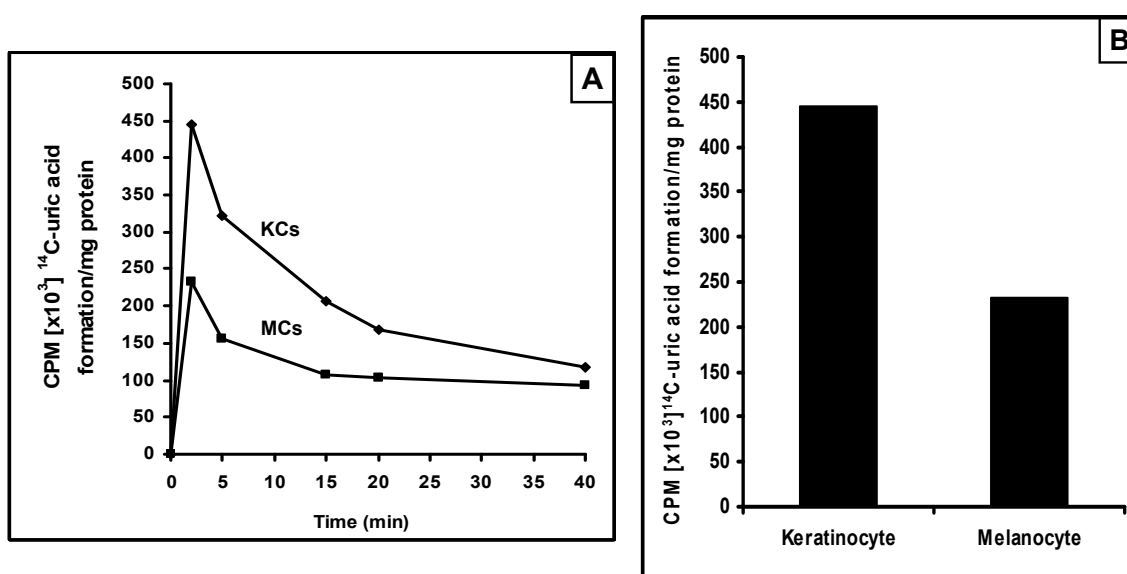 A
CPM [x10³] ¹⁴C-uric acid
formation/mg protein
500
450
400
350
300
250
200
150
100
50
0
KCs
MCs
0 5 10 15 20 25 30 35 40
Time (min)
B
CPM [x10³]¹⁴C-uric acid formation/mg protein
500
450
400
350
300
250
200
150
100
50
0
Keratinocyte Melanocyte